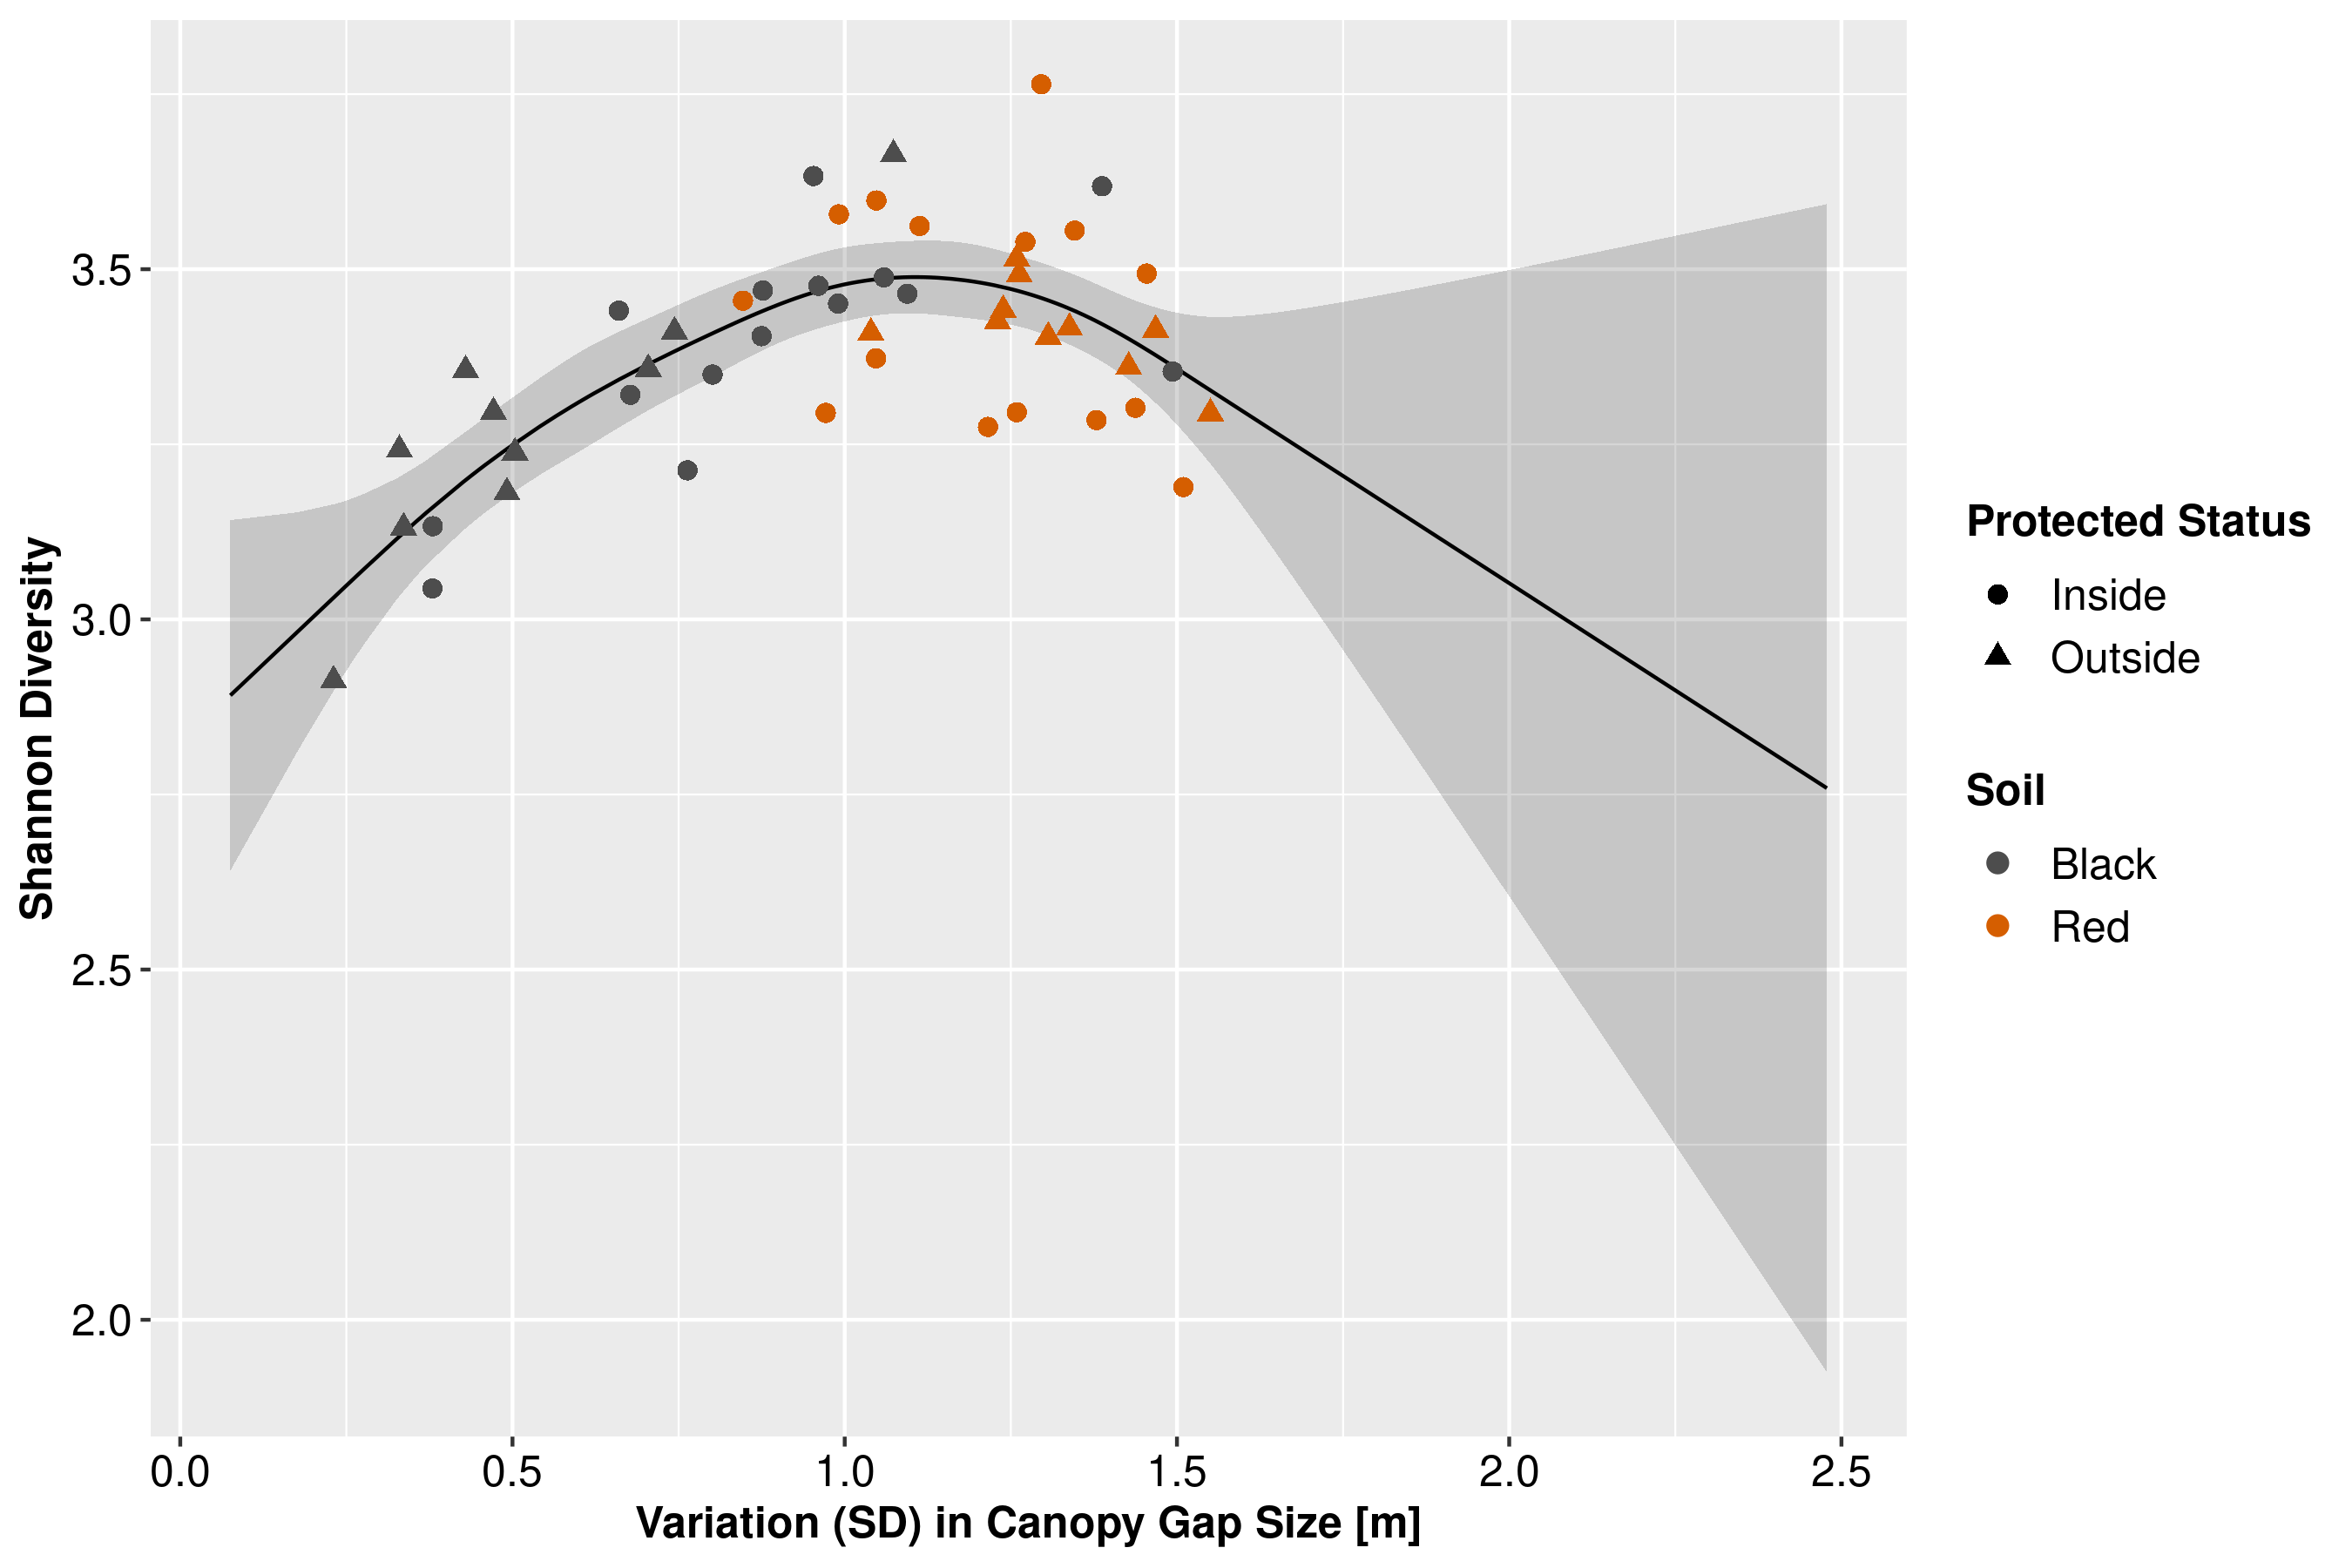 3.5
3.0
2.5
2.0
Shannon Diversity
0.0 0.5 1.0 1.5 2.0 2.5
Variation (SD) in Canopy Gap Size [m]
Protected Status
Inside
Outside
Soil
Black
Red